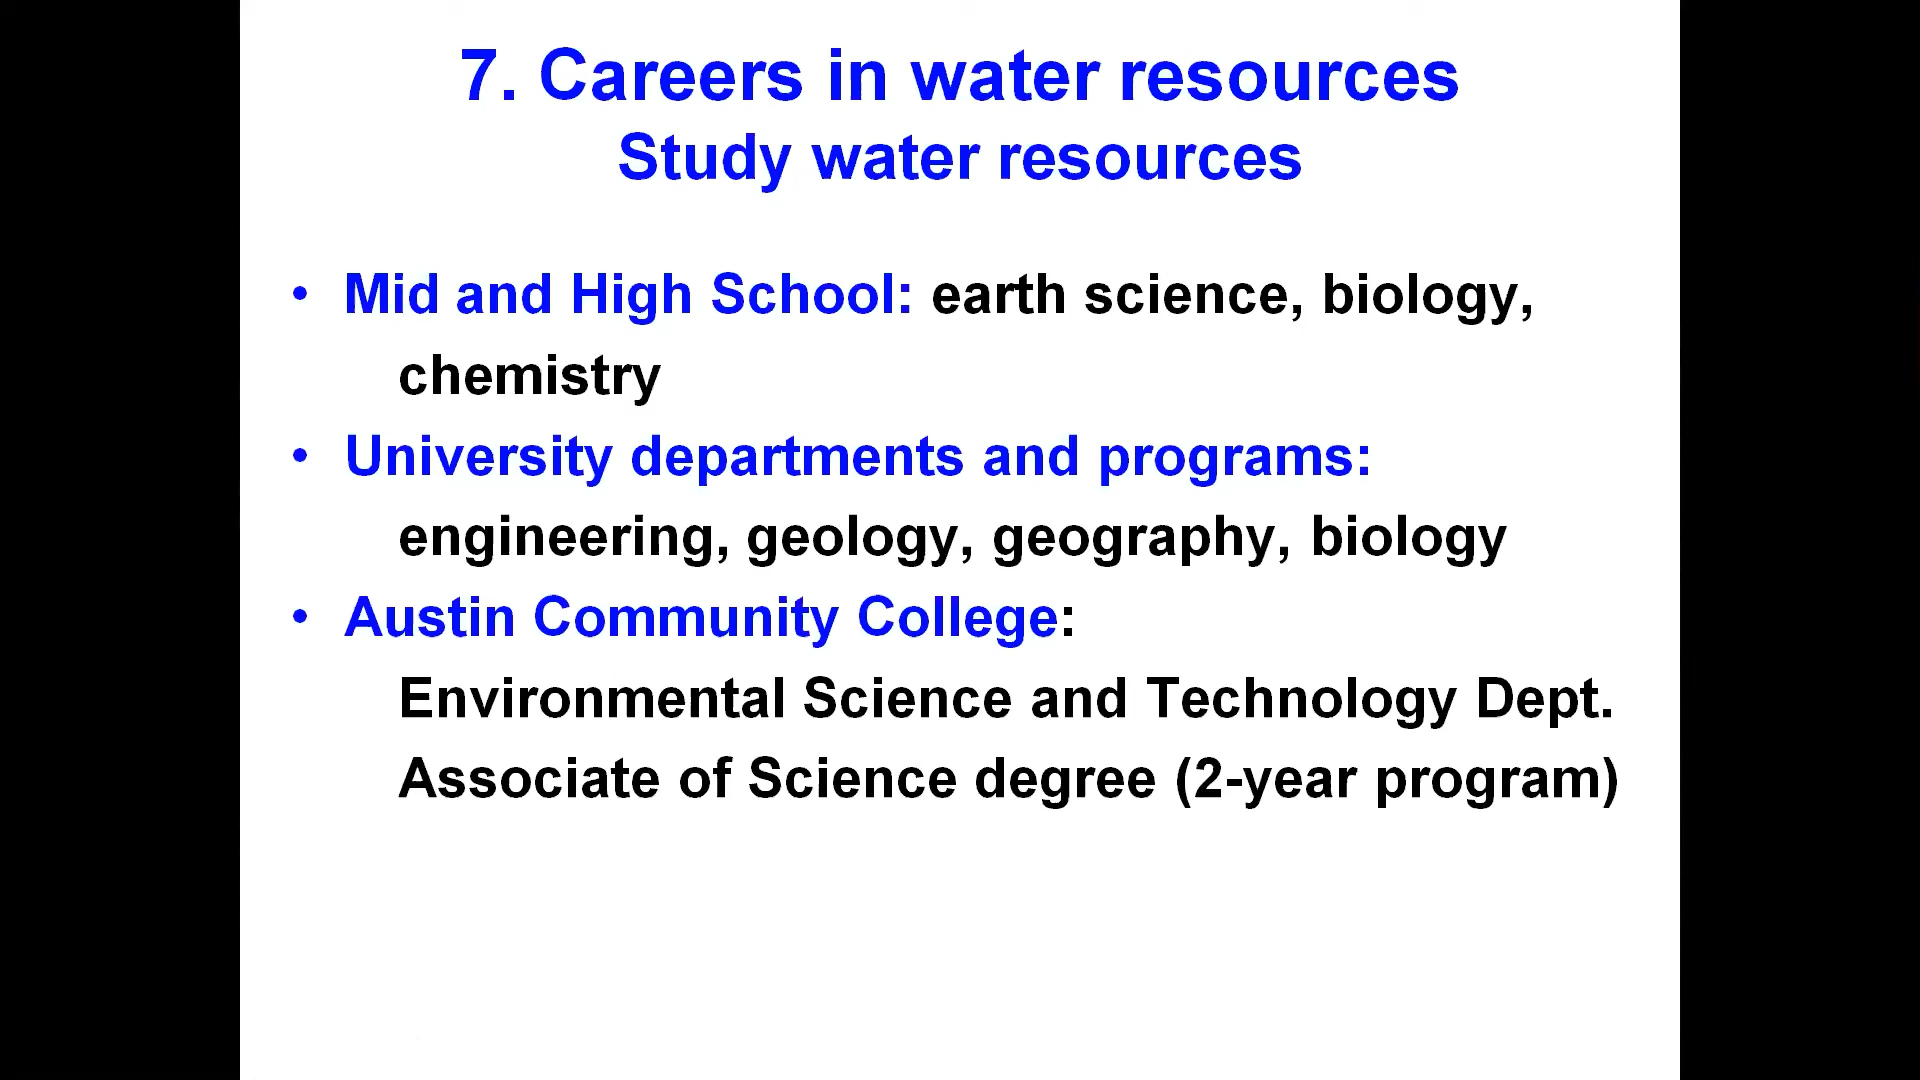 7. Careers in water resources
Study water resources
• Mid and High School: earth science, biology,
chemistry
• University departments and programs:
engineering, geology, geography, biology
• Austin Community College:
Environmental Science and Technology Dept.
Associate of Science degree (2-year program)